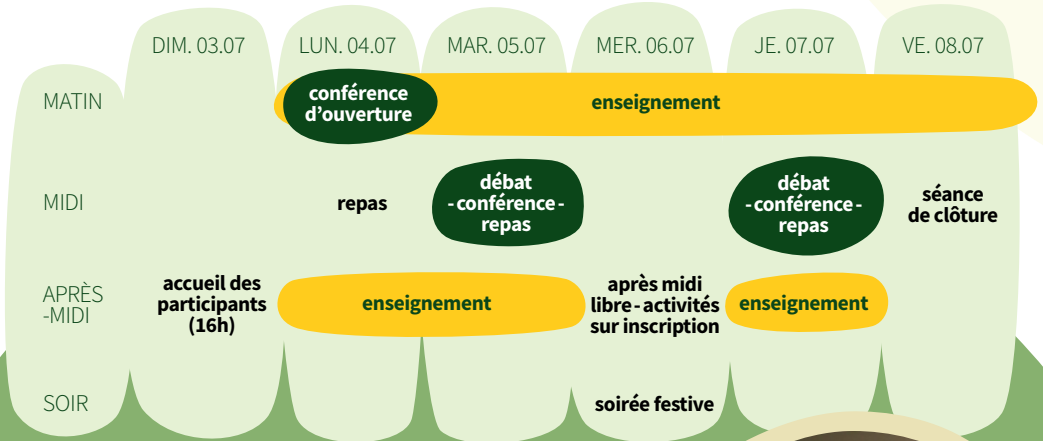 DIM. 03.07 LUN. 04.07 MAR. 05.07 MER. 06.07 JE. 07.07 VE. 08.07
MATIN
conférence
d’ouverture
enseignement
MIDI
repas
débat
-conférence-
repas
débat
-conférence-
repas
séance
de clôture
APRÈS
-MIDI
accueil des
participants
(16h)
enseignement
après midi
libre-activités
sur inscription
enseignement
SOIR
soirée festive